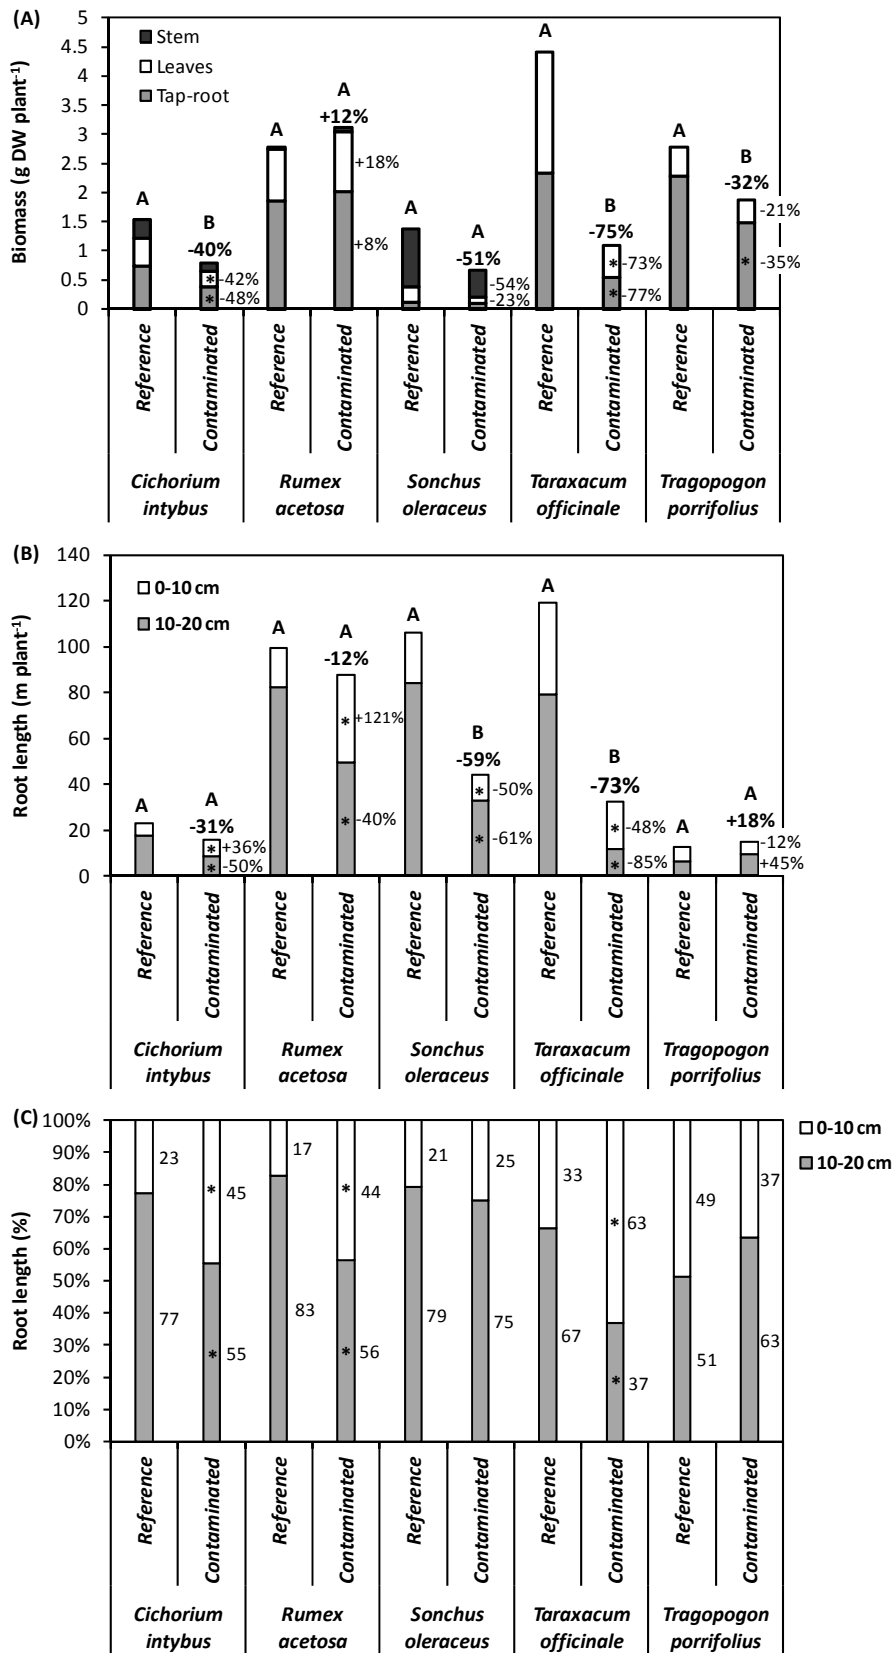 (A)
Biomass (g DW plant⁻¹)
5
4.5
4
3.5
3
2.5
2
1.5
1
0.5
0
Stem
Leaves
Tap-root
A
B
-40%
* -42%
* -48%
A
A
+12%
+18%
+8%
A
A
-51%
-54%
-23%
A
B
-75%
* -73%
* -77%
A
B
-32%
-21%
* -35%
Reference
Contaminated
Reference
Contaminated
Reference
Contaminated
Reference
Contaminated
Reference
Contaminated
Cichorium
intybus
Rumex
acetosa
Sonchus
oleraceus
Taraxacum
officinale
Tragopogon
porrifolius
(B)
Root length (m plant⁻¹)
140
120
100
80
60
40
20
0
0-10 cm
10-20 cm
A
A
-31%
* +36%
* -50%
A
A
-12%
* +121%
* -40%
A
B
-59%
* -50%
* -61%
A
B
-73%
* -48%
* -85%
A
A
+18%
-12%
+45%
Reference
Contaminated
Reference
Contaminated
Reference
Contaminated
Reference
Contaminated
Reference
Contaminated
Cichorium
intybus
Rumex
acetosa
Sonchus
oleraceus
Taraxacum
officinale
Tragopogon
porrifolius
(C)
Root length (%)
100%
90%
80%
70%
60%
50%
40%
30%
20%
10%
0%
0-10 cm
10-20 cm
23
77
* 45
* 55
17
83
* 44
* 56
21
79
25
75
33
67
* 63
* 37
49
51
37
63
Reference
Contaminated
Reference
Contaminated
Reference
Contaminated
Reference
Contaminated
Reference
Contaminated
Cichorium
intybus
Rumex
acetosa
Sonchus
oleraceus
Taraxacum
officinale
Tragopogon
porrifolius